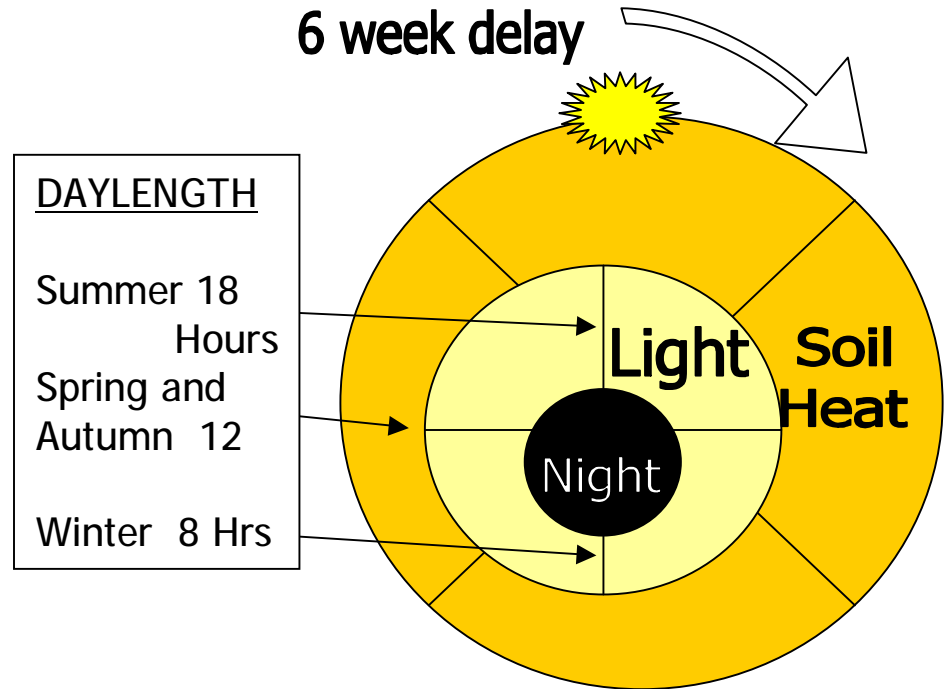 6 week delay
DAYLENGTH
Summer 18
Hours
Spring and
Autumn 12
Winter 8 Hrs
Light
Soil
Heat
Night